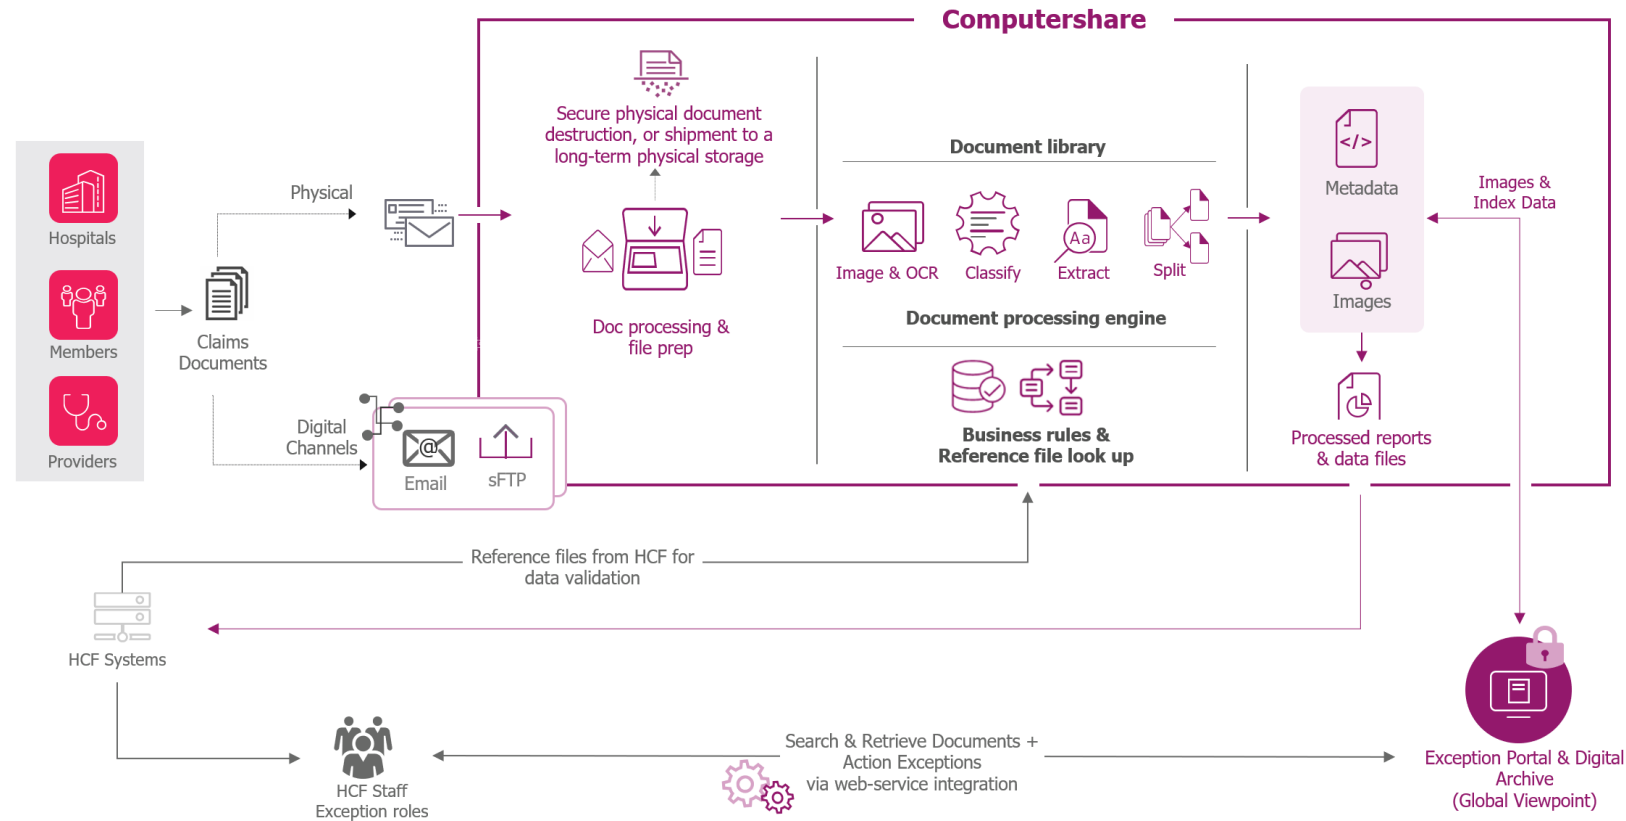 Computershare
Secure physical document
destruction, or shipment to a
long-term physical storage
Physical
Hospitals
Members
Providers
Claims
Documents
Digital
Channels
@
Email
sFTP
Doc processing &
file prep
Document library
Image & OCR
Classify
Aa
Extract
Split
Document processing engine
Business rules &
Reference file look up
</>
Metadata
Images
Images &
Index Data
Processed reports
& data files
Reference files from HCF for
data validation
HCF Systems
HCF Staff
Exception roles
Search & Retrieve Documents +
Action Exceptions
via web-service integration
Exception Portal & Digital
Archive
(Global Viewpoint)